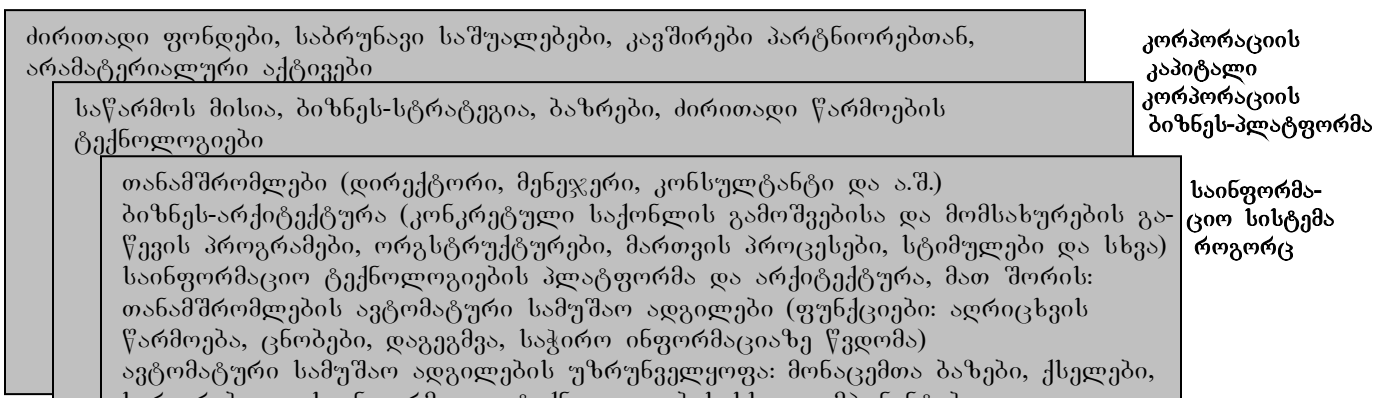 ძირითადი ფონდები, საბრუნავი საშუალებები, კავშირები პარტნიორებთან,
არამატერიალური აქტივები
კორპორაციის
კაპიტალი
საწარმოს მისია, ბიზნეს-სტრატეგია, ბაზრები, ძირითადი წარმოების
ტექნოლოგიები
კორპორაციის
ბიზნეს-პლატფორმა
თანამშრომლები (დირექტორი, მენეჯერი, კონსულტანტი და ა.შ.)
ბიზნეს-არქიტექტურა (კონკრეტული საქონლის გამოშვებისა და მომსახურების გა-
წევის პროგრამები, ორგსტრუქტურები, მართვის პროცესები, სტიმულები და სხვა)
საინფორმაციო ტექნოლოგიების პლატფორმა და არქიტექტურა, მათ შორის:
თანამშრომლების ავტომატური სამუშაო ადგილები (ფუნქციები: აღრიცხვის
წარმოება, ცნობები, დაგეგმვა, საჭირო ინფორმაციაზე წვდომა)
ავტომატური სამუშაო ადგილების უზრუნველყოფა: მონაცემთა ბაზები, ქსელები,
საინფორმა-
ციო სისტემა
როგორც